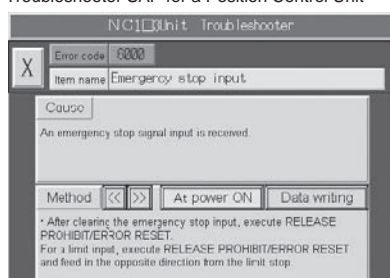 Troubleshooter SAP for a Position Control Unit
NC1□3Unit Troubleshooter
X
Error code 6000
Item name Emergency stop input
Cause
An emergency stop signal input is received.
Method << >> At power ON Data writing
• After clearing the emergency stop input, execute RELEASE
PROHIBIT/ERROR RESET.
For a limit input, execute RELEASE PROHIBIT/ERROR RESET
and feed in the opposite direction from the limit stop.